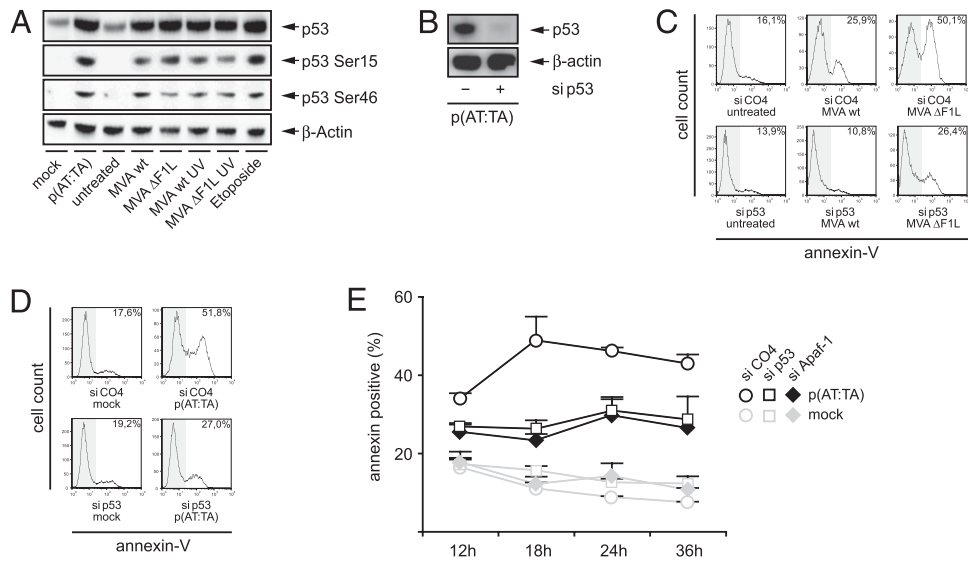 A
p53
p53 Ser15
p53 Ser46
β-Actin
mock
p(AT:TA)
untreated
MVA wt
MVA ΔF1L
MVA wt UV
MVA ΔF1L UV
Etoposide
B
p53
β-actin
– + si p53
p(AT:TA)
C
cell count
16,1%
si CO4
untreated
25,9%
si CO4
MVA wt
50,1%
si CO4
MVA ΔF1L
13,9%
si p53
untreated
10,8%
si p53
MVA wt
26,4%
si p53
MVA ΔF1L
annexin-V
D
cell count
17,6%
si CO4
mock
51,8%
si CO4
p(AT:TA)
19,2%
si p53
mock
27,0%
si p53
p(AT:TA)
annexin-V
E
annexin positive (%)
60
40
20
12h 18h 24h 36h
si CO4
si p53
si Apaf-1
p(AT:TA)
mock